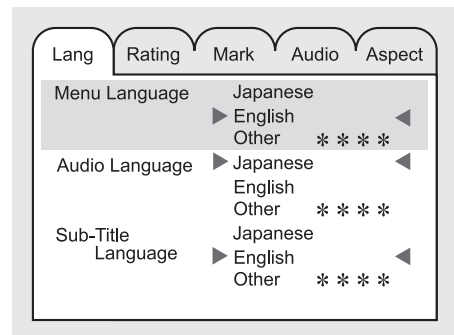 Lang Rating Mark Audio Aspect
Menu Language Japanese
English
Other ＊＊＊＊
Audio Language Japanese
English
Other ＊＊＊＊
Sub-Title Japanese
Language English
Other ＊＊＊＊